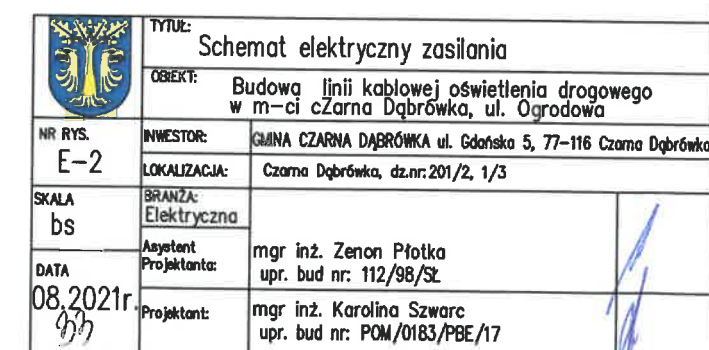 TYTUŁ:
Schemat elektryczny zasilania
OBIEKT:
Budowa linii kablowej oświetlenia drogowego
w m-ci cZarna Dąbrówka, ul. Ogrodowa
NR RYS.
E-2
INWESTOR:
GMINA CZARNA DĄBRÓWKA ul. Gdańska 5, 77-116 Czarna Dąbrówka
LOKALIZACJA:
Czarna Dąbrówka, dz.nr: 201/2, 1/3
SKALA
bs
BRANŻA:
Elektryczna
Asystent
Projektanta:
mgr inż. Zenon Płotka
upr. bud nr: 112/98/SŁ
DATA
08.2021r.
Projektant:
mgr inż. Karolina Szwarc
upr. bud nr: POM/0183/PBE/17